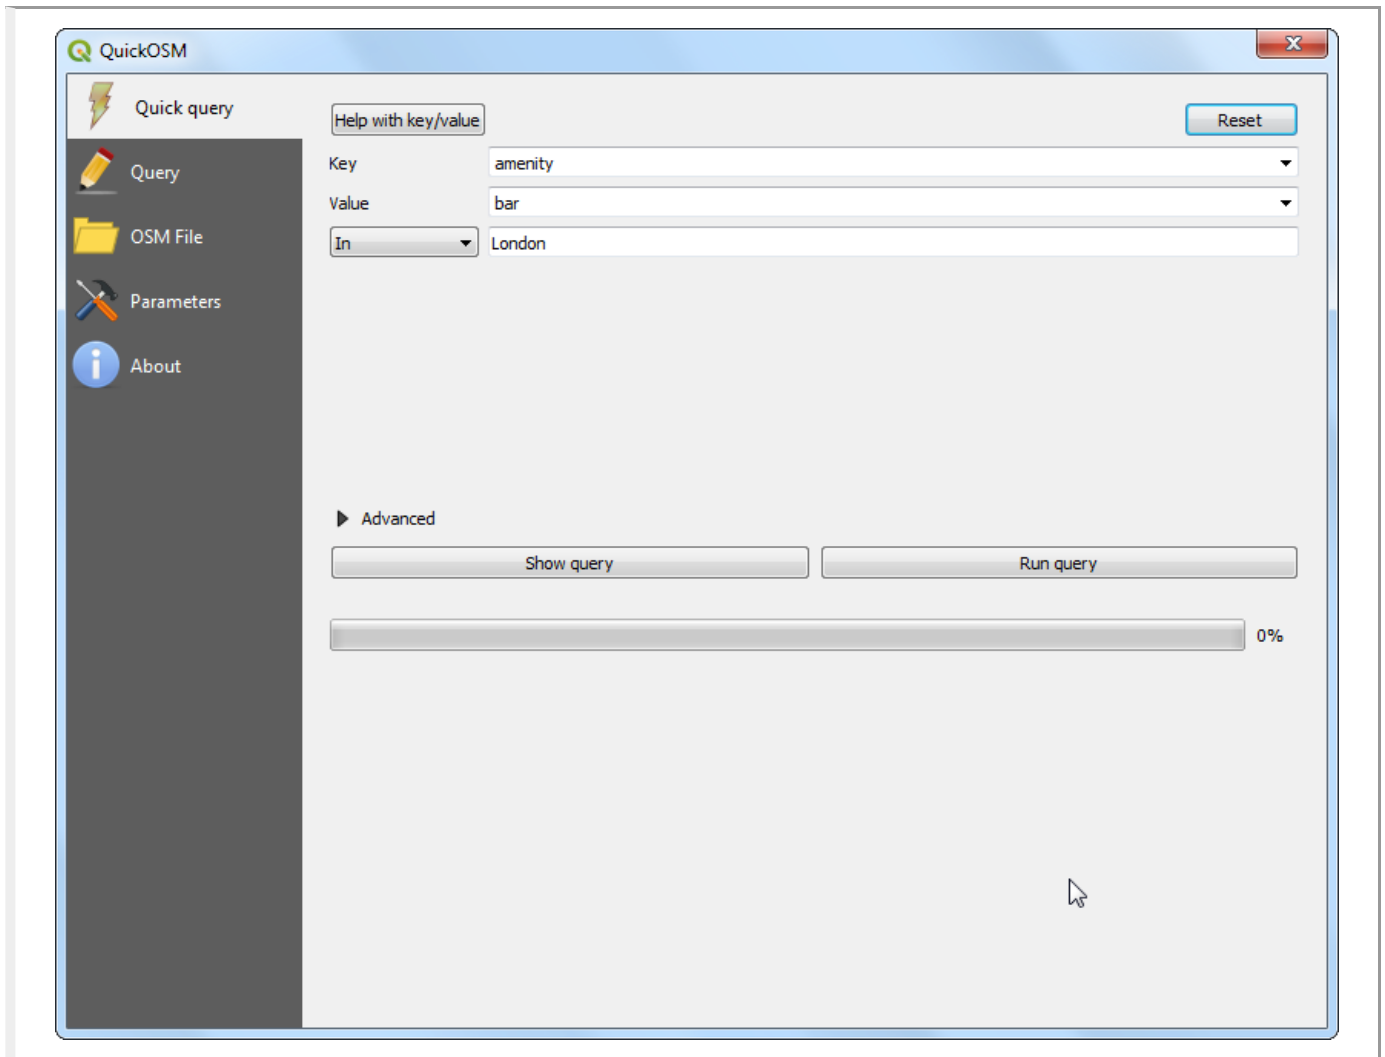 QuickOSM
Quick query
Query
OSM File
Parameters
About
Help with key/value
Reset
Key
amenity
Value
bar
In
London
Advanced
Show query
Run query
0%